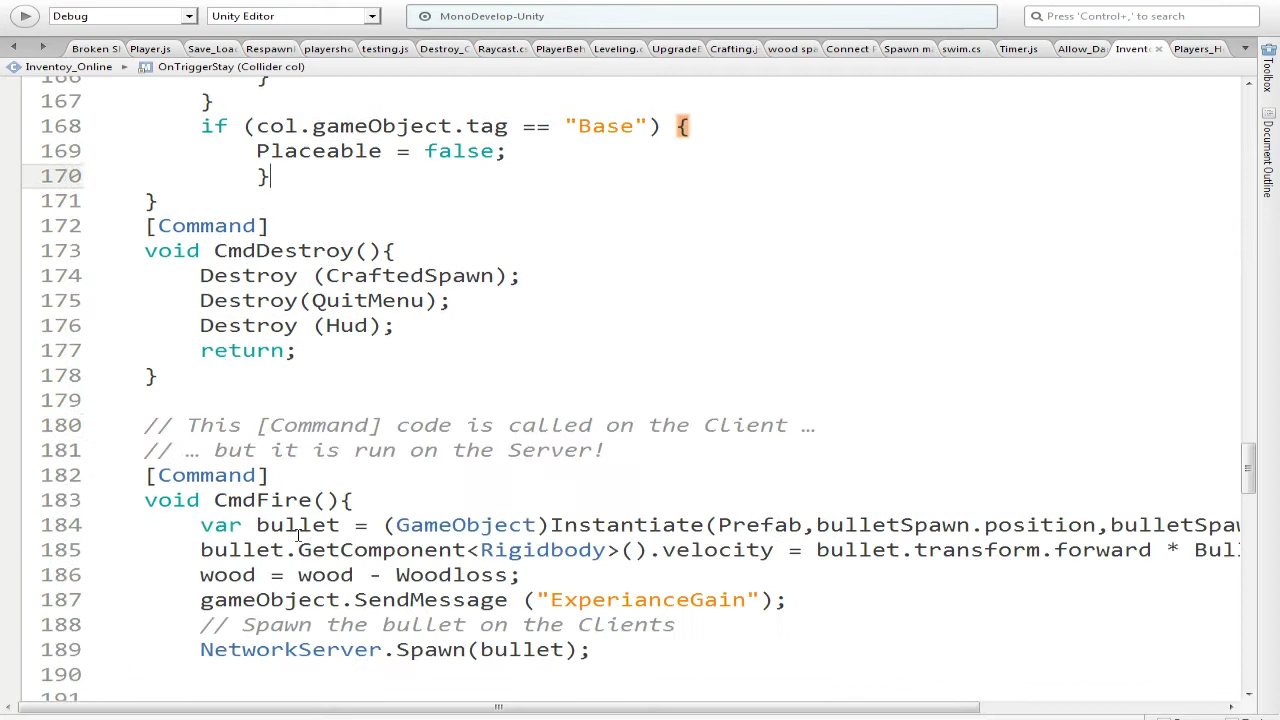 Debug
Unity Editor
MonoDevelop-Unity
Press 'Control+,' to search
Broken S
Player.js
Save_Loa
Respawn
playersho
testing.js
Destroy_C
Raycast.cs
PlayerBeh
Leveling.c
Upgradel
Crafting.j
wood spa
Connect F
Spawn m
swim.cs
Timer.js
Allow_Da
Invent
Players_H
Toolbox
Document Outline
Inventoy_Online
OnTriggerStay (Collider col)
166 }
167 }
168 if (col.gameObject.tag == "Base") {
169 Placeable = false;
170 }
171 }
172 [Command]
173 void CmdDestroy(){
174 Destroy (CraftedSpawn);
175 Destroy(QuitMenu);
176 Destroy (Hud);
177 return;
178 }
179
180 // This [Command] code is called on the Client …
181 // … but it is run on the Server!
182 [Command]
183 void CmdFire(){
184 var bullet = (GameObject)Instantiate(Prefab,bulletSpawn.position,bulletSpaw
185 bullet.GetComponent<Rigidbody>().velocity = bullet.transform.forward * Bul
186 wood = wood - Woodloss;
187 gameObject.SendMessage ("ExperianceGain");
188 // Spawn the bullet on the Clients
189 NetworkServer.Spawn(bullet);
190
191